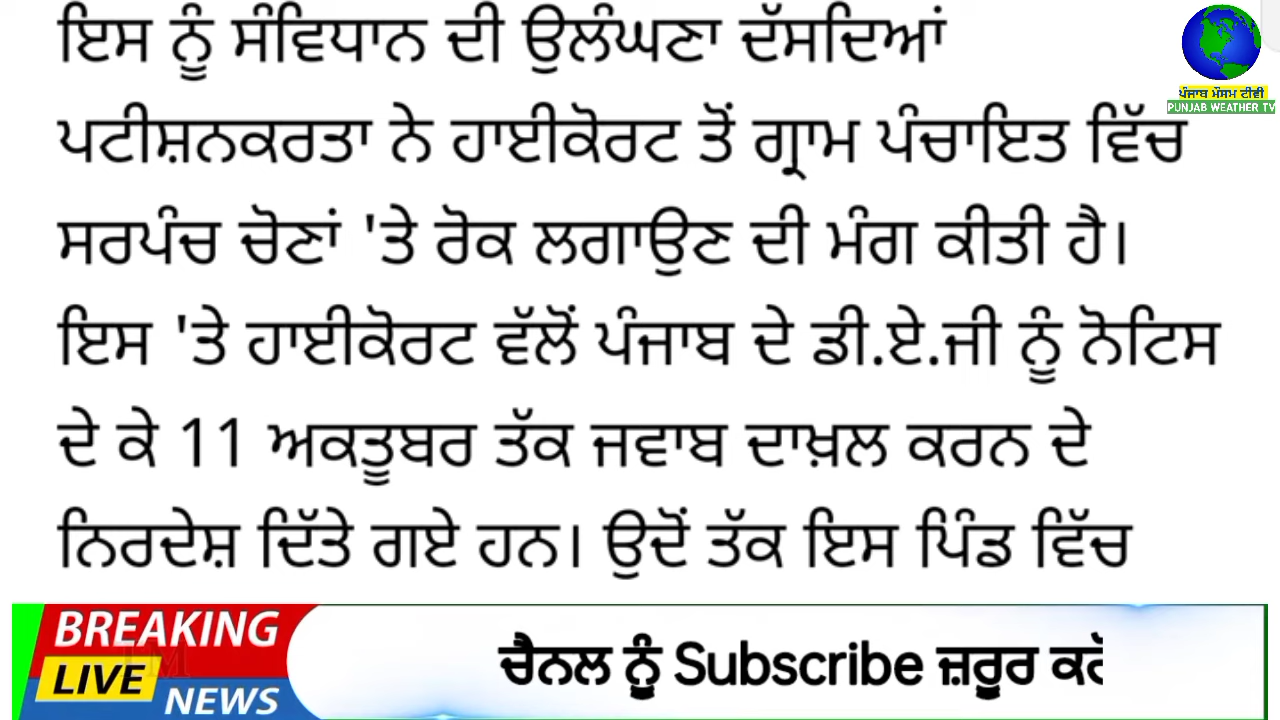 ਇਸ ਨੂੰ ਸੰਵਿਧਾਨ ਦੀ ਉਲੰਘਣਾ ਦੱਸਦਿਆਂ
ਪਟੀਸ਼ਨਕਰਤਾ ਨੇ ਹਾਈਕੋਰਟ ਤੋਂ ਗ੍ਰਾਮ ਪੰਚਾਇਤ ਵਿੱਚ
ਸਰਪੰਚ ਚੋਣਾਂ 'ਤੇ ਰੋਕ ਲਗਾਉਣ ਦੀ ਮੰਗ ਕੀਤੀ ਹੈ।
ਇਸ 'ਤੇ ਹਾਈਕੋਰਟ ਵੱਲੋਂ ਪੰਜਾਬ ਦੇ ਡੀ.ਏ.ਜੀ ਨੂੰ ਨੋਟਿਸ
ਦੇ ਕੇ 11 ਅਕਤੂਬਰ ਤੱਕ ਜਵਾਬ ਦਾਖ਼ਲ ਕਰਨ ਦੇ
ਨਿਰਦੇਸ਼ ਦਿੱਤੇ ਗਏ ਹਨ। ਉਦੋਂ ਤੱਕ ਇਸ ਪਿੰਡ ਵਿੱਚ
ਪੰਜਾਬ ਮੌਸਮ ਟੀਵੀ
PUNJAB WEATHER TV
BREAKING
LIVE
NEWS
ਚੈਨਲ ਨੂੰ Subscribe ਜ਼ਰੂਰ